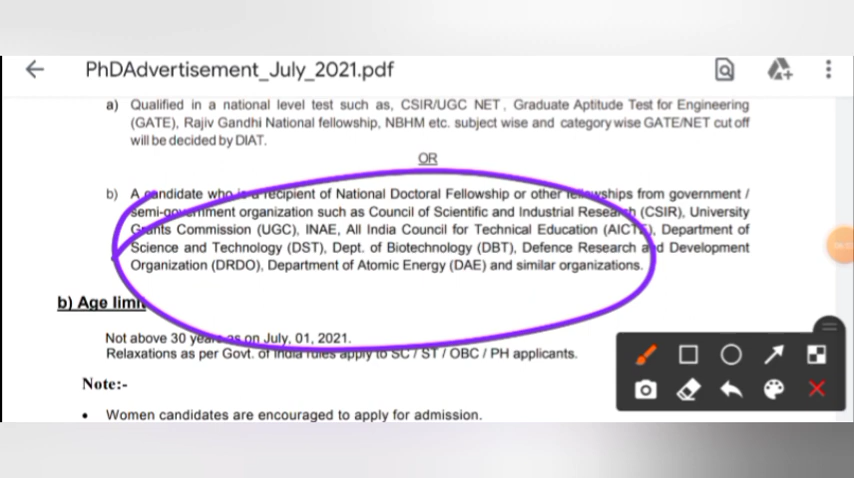 PhDAdvertisement_July_2021.pdf
a) Qualified in a national level test such as, CSIR/UGC NET, Graduate Aptitude Test for Engineering
(GATE), Rajiv Gandhi National fellowship, NBHM etc. subject wise and category wise GATE/NET cut off
will be decided by DIAT.
OR
b) A candidate who is a recipient of National Doctoral Fellowship or other fellowships from government /
semi-government organization such as Council of Scientific and Industrial Research (CSIR), University
Grants Commission (UGC), INAE, All India Council for Technical Education (AICTE), Department of
Science and Technology (DST), Dept. of Biotechnology (DBT), Defence Research and Development
Organization (DRDO), Department of Atomic Energy (DAE) and similar organizations.
b) Age limit
Not above 30 years as on July, 01, 2021.
Relaxations as per Govt. of India rules apply to SC / ST / OBC / PH applicants.
Note:-
• Women candidates are encouraged to apply for admission.